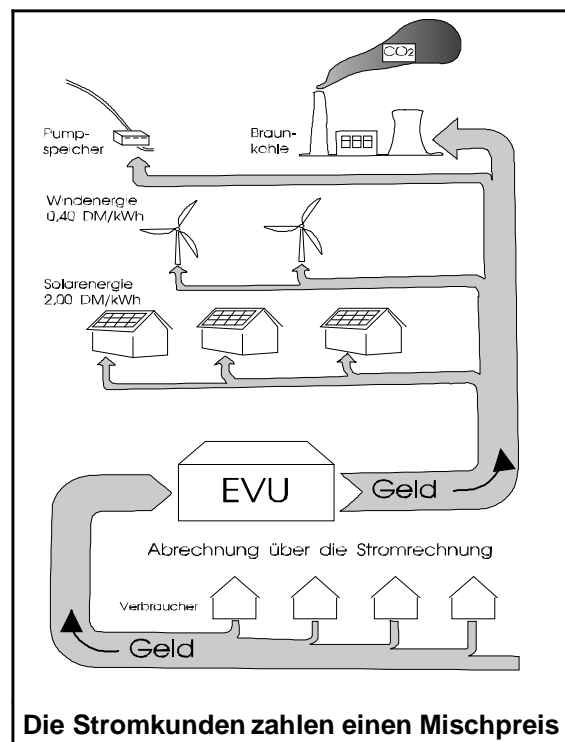 CO2
Pump-
speicher
Braun-
kohle
Windenergie
0,40 DM/kWh
Solarenergie
2,00 DM/kWh
EVU
Geld
Abrechnung über die Stromrechnung
Verbraucher
Geld
Die Stromkunden zahlen einen Mischpreis